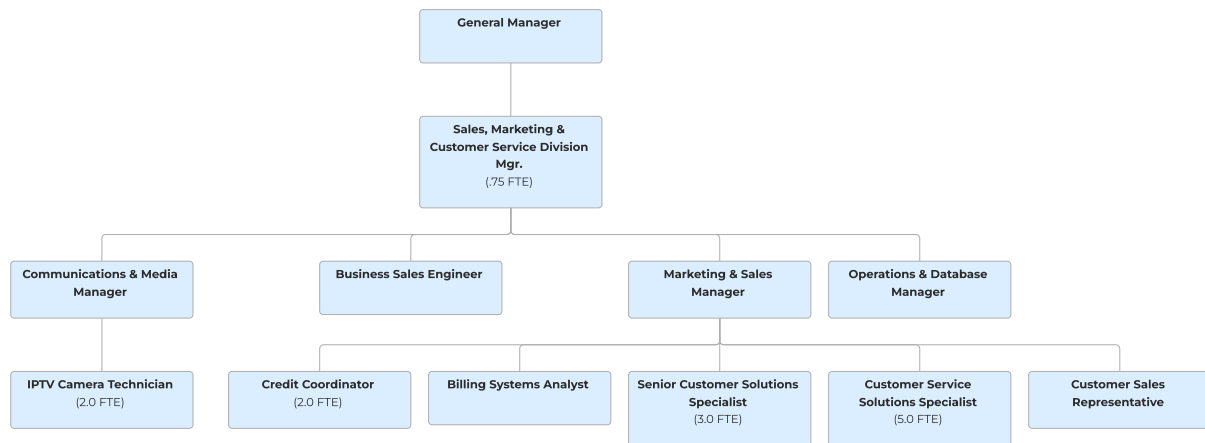 General Manager
Sales, Marketing &
Customer Service Division
Mgr.
(.75 FTE)
Communications & Media
Manager
Business Sales Engineer
Marketing & Sales
Manager
Operations & Database
Manager
IPTV Camera Technician
(2.0 FTE)
Credit Coordinator
(2.0 FTE)
Billing Systems Analyst
Senior Customer Solutions
Specialist
(3.0 FTE)
Customer Service
Solutions Specialist
(5.0 FTE)
Customer Sales
Representative